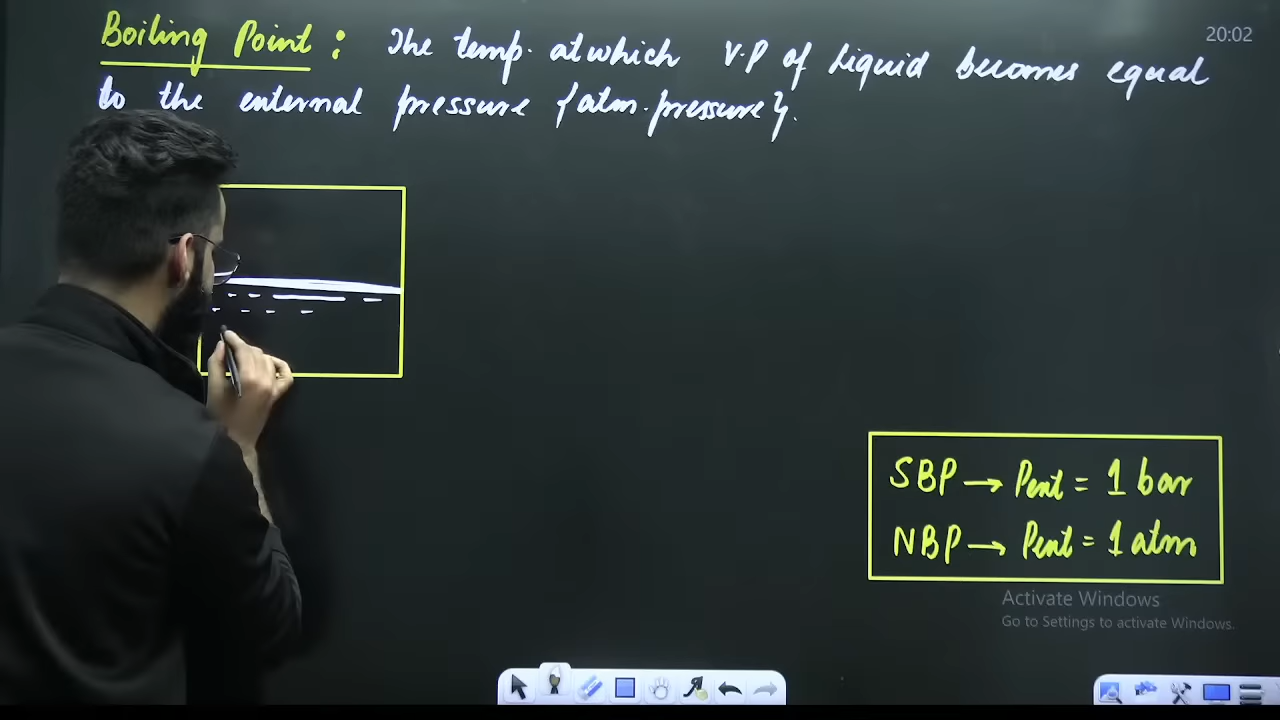 Boiling Point : The temp. at which V.P of Liquid becomes equal
to the external pressure {atm. pressure}.
20:02
SBP → Pext = 1 bar
NBP → Pext = 1 atm
Activate Windows
Go to Settings to activate Windows.